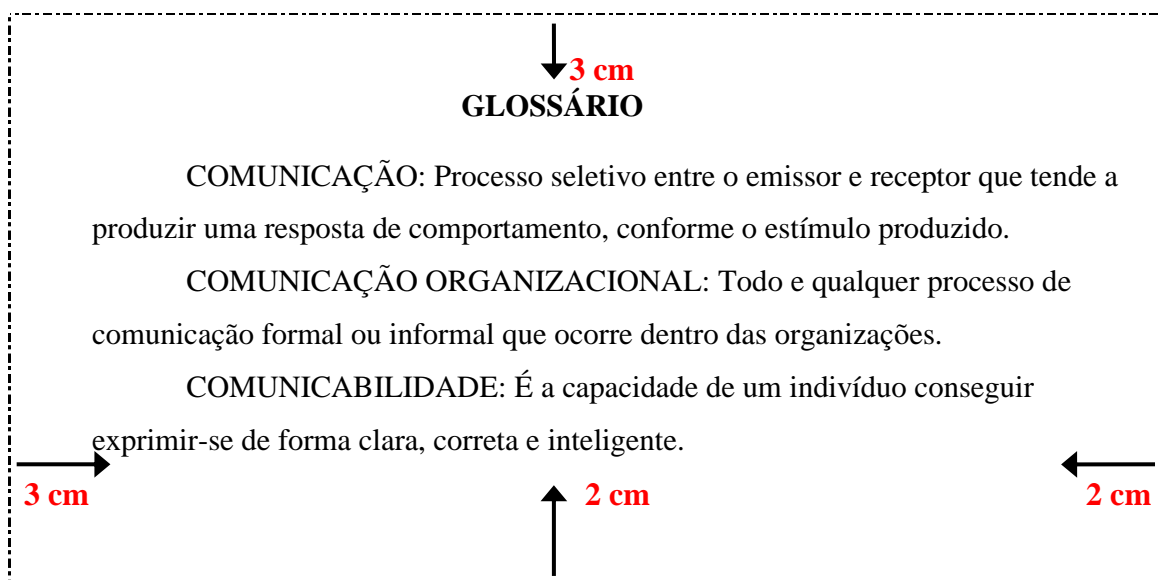 3 cm
GLOSSÁRIO
COMUNICAÇÃO: Processo seletivo entre o emissor e receptor que tende a
produzir uma resposta de comportamento, conforme o estímulo produzido.
COMUNICAÇÃO ORGANIZACIONAL: Todo e qualquer processo de
comunicação formal ou informal que ocorre dentro das organizações.
COMUNICABILIDADE: É a capacidade de um indivíduo conseguir
exprimir-se de forma clara, correta e inteligente.
3 cm 2 cm 2 cm